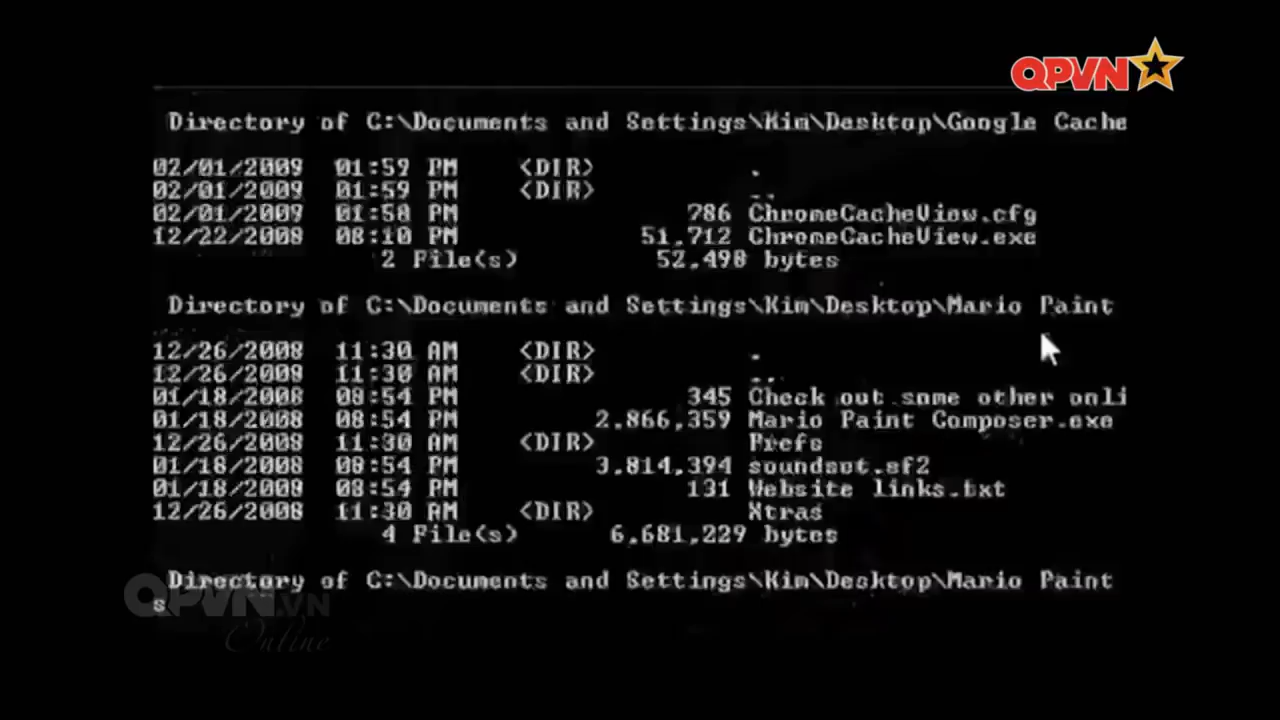 QPVN
Directory of C:\Documents and Settings\Kim\Desktop\Google Cache
02/01/2009 01:59 PM <DIR> .
02/01/2009 01:59 PM <DIR> ..
02/01/2009 01:58 PM 786 ChromeCacheView.cfg
12/22/2008 08:10 PM 51,712 ChromeCacheView.exe
2 File(s) 52,498 bytes
Directory of C:\Documents and Settings\Kim\Desktop\Mario Paint
12/26/2008 11:30 AM <DIR> .
12/26/2008 11:30 AM <DIR> ..
01/18/2008 08:54 PM 345 Check out some other onli
01/18/2008 08:54 PM 2,866,359 Mario Paint Composer.exe
12/26/2008 11:30 AM <DIR> Prefs
01/18/2008 08:54 PM 3,814,394 soundset.sf2
01/18/2008 08:54 PM 131 Website links.txt
12/26/2008 11:30 AM <DIR> Xtras
4 File(s) 6,681,229 bytes
Directory of C:\Documents and Settings\Kim\Desktop\Mario Paint
s
QPVN.VN
Online